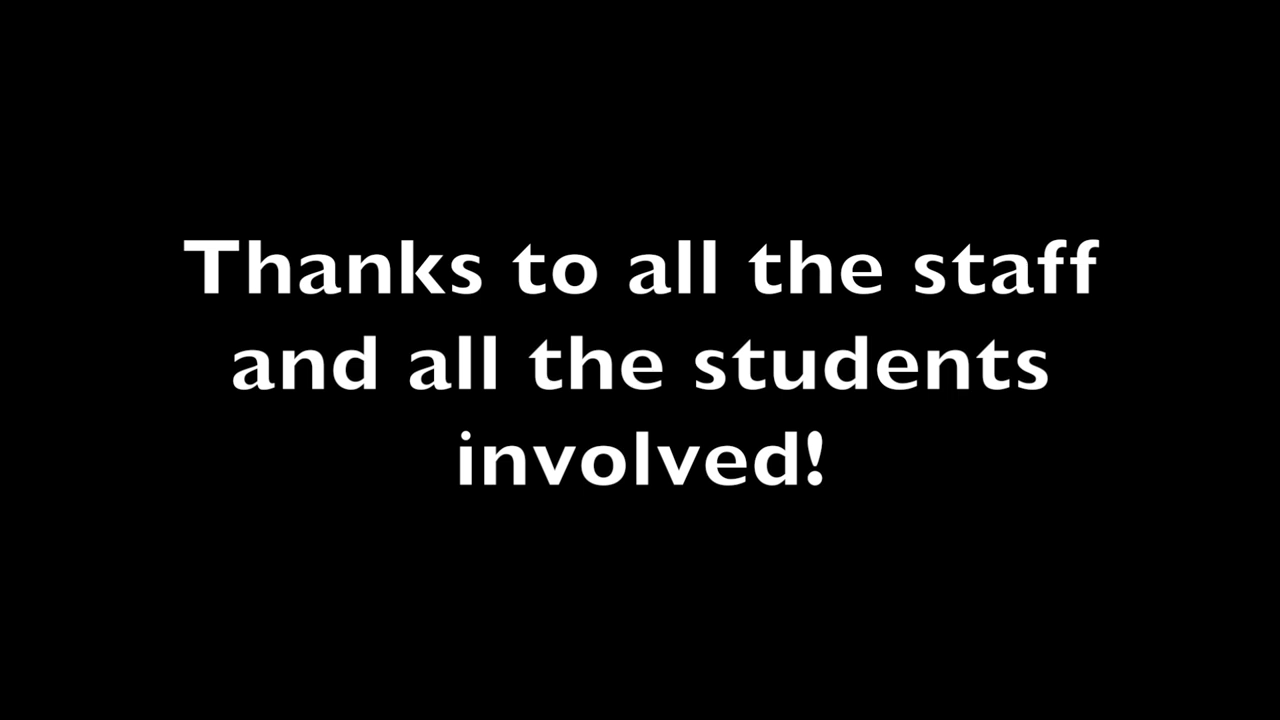 Thanks to all the staff
and all the students
involved!